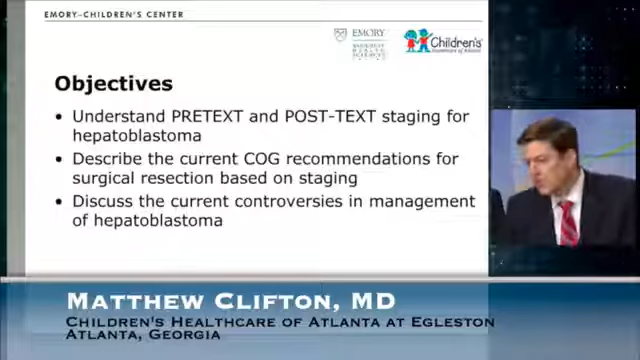 EMORY–CHILDREN'S CENTER
EMORY
Children's
Healthcare of Atlanta
Objectives
• Understand PRETEXT and POST-TEXT staging for
hepatoblastoma
• Describe the current COG recommendations for
surgical resection based on staging
• Discuss the current controversies in management
of hepatoblastoma
MATTHEW CLIFTON, MD
CHILDREN'S HEALTHCARE OF ATLANTA AT EGLESTON
ATLANTA, GEORGIA